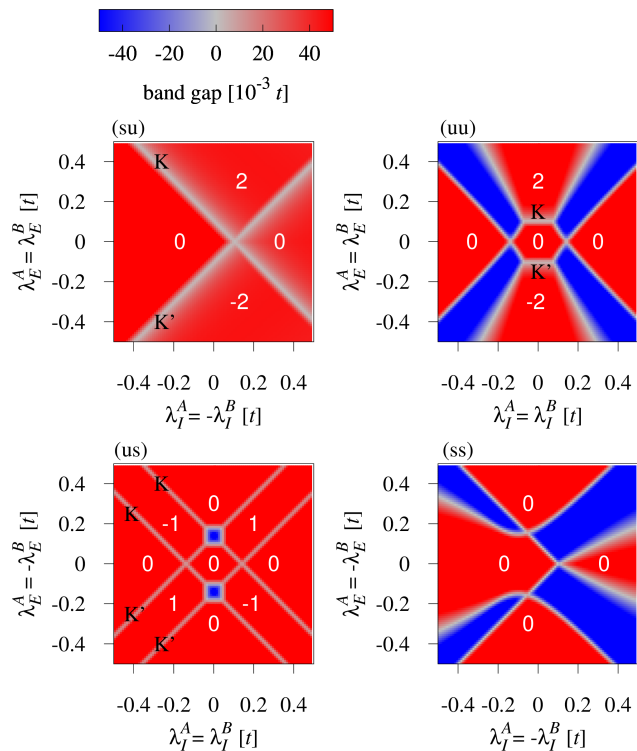 -40 -20 0 20 40
band gap [10⁻³ t]
(su) (uu)
0.4 K 2 0.4 2
0.2 0.2 K
0 0 0 0 0 0 0
-0.2 -2 -0.2 K' -2
-0.4 K' -0.4
λ_E^A = λ_E^B [t] λ_E^A = λ_E^B [t]
-0.4 -0.2 0 0.2 0.4 -0.4 -0.2 0 0.2 0.4
λ_I^A = -λ_I^B [t] λ_I^A = λ_I^B [t]
(us) (ss)
0.4 K 0 0.4 0
0.2 K -1 1 0.2
0 0 0 0 0 0 0
-0.2 K' 1 -1 -0.2
-0.4 K' 0 -0.4 0
λ_E^A = -λ_E^B [t] λ_E^A = -λ_E^B [t]
-0.4 -0.2 0 0.2 0.4 -0.4 -0.2 0 0.2 0.4
λ_I^A = λ_I^B [t] λ_I^A = -λ_I^B [t]